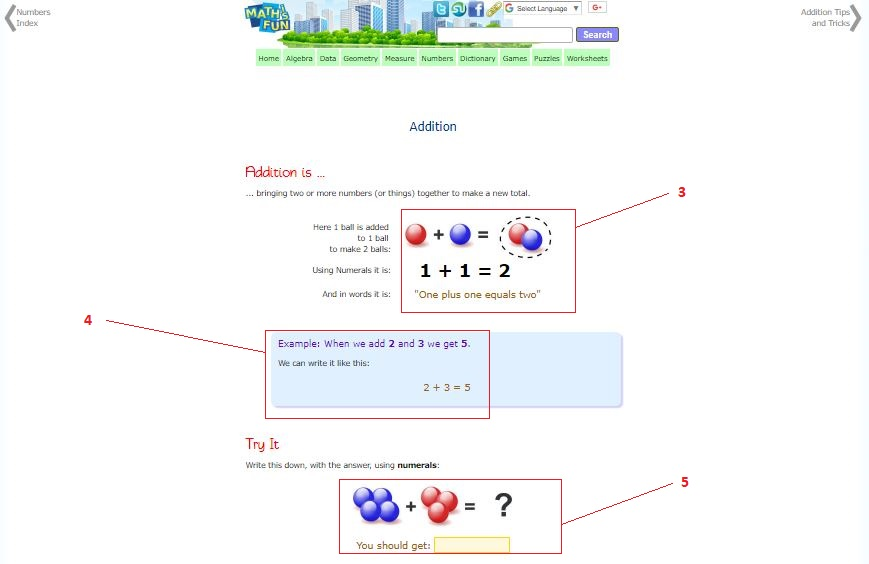 Numbers
Index
MATHS
FUN
Select Language ▼
G+
Addition Tips
and Tricks
Search
Home Algebra Data Geometry Measure Numbers Dictionary Games Puzzles Worksheets
Addition
Addition is ...
... bringing two or more numbers (or things) together to make a new total.
3
Here 1 ball is added
to 1 ball
to make 2 balls:
+ =
Using Numerals it is:
1 + 1 = 2
And in words it is:
"One plus one equals two"
4
Example: When we add 2 and 3 we get 5.
We can write it like this:
2 + 3 = 5
Try It
Write this down, with the answer, using numerals:
5
+ = ?
You should get: